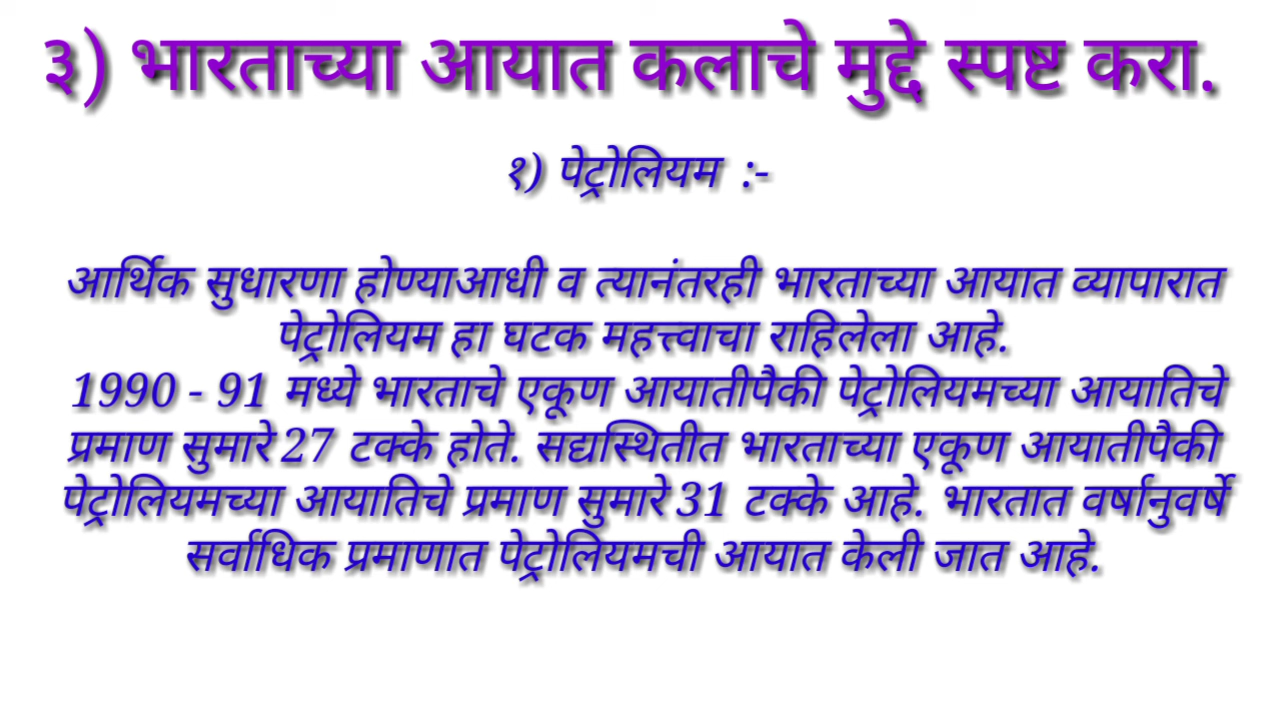 ३) भारताच्या आयात कलाचे मुद्दे स्पष्ट करा.
१) पेट्रोलियम :-
आर्थिक सुधारणा होण्याआधी व त्यानंतरही भारताच्या आयात व्यापारात
पेट्रोलियम हा घटक महत्त्वाचा राहिलेला आहे.
1990 - 91 मध्ये भारताचे एकूण आयातीपैकी पेट्रोलियमच्या आयातिचे
प्रमाण सुमारे 27 टक्के होते. सद्यस्थितीत भारताच्या एकूण आयातीपैकी
पेट्रोलियमच्या आयातिचे प्रमाण सुमारे 31 टक्के आहे. भारतात वर्षानुवर्षे
सर्वाधिक प्रमाणात पेट्रोलियमची आयात केली जात आहे.